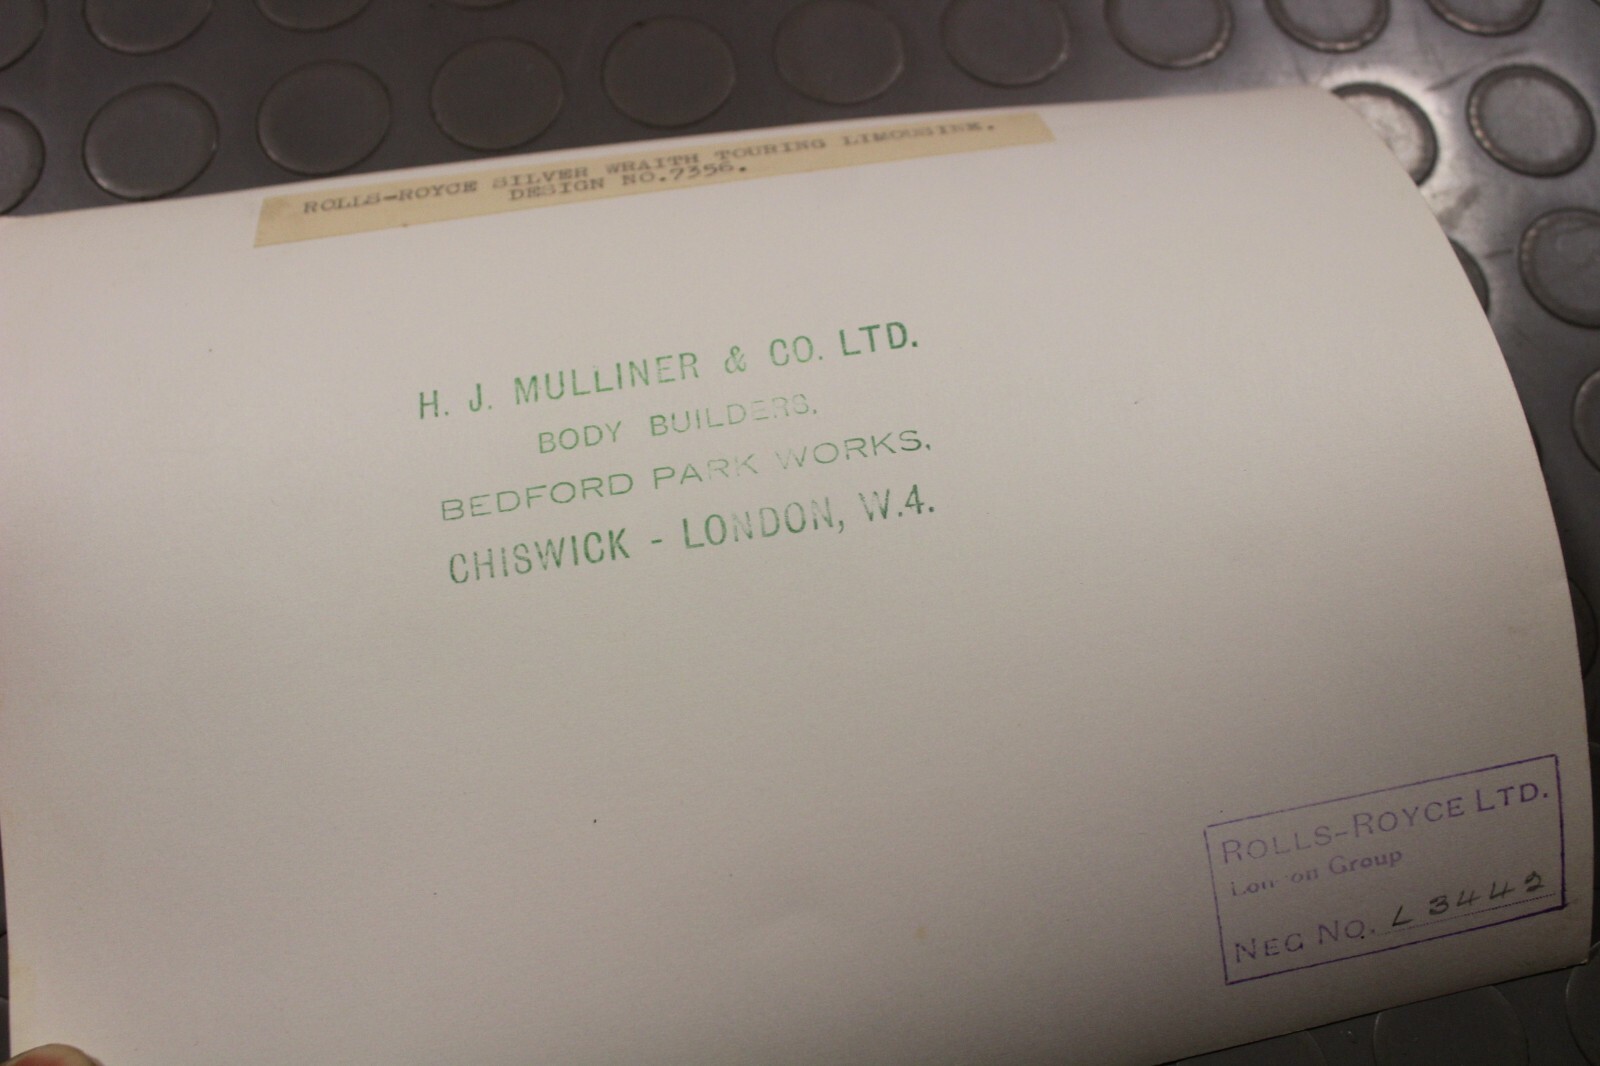 ROLLS-ROYCE SILVER WRAITH TOURING LIMOUSINE.
DESIGN NO.7356.
H. J. MULLINER & CO. LTD.
BODY BUILDERS,
BEDFORD PARK WORKS,
CHISWICK - LONDON, W.4.
ROLLS-ROYCE LTD.
London Group
NEG NO. L3442